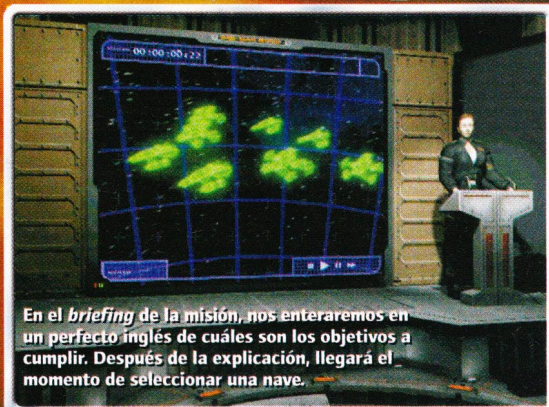 00:00:00:22
En el briefing de la misión, nos enteraremos en
un perfecto inglés de cuáles son los objetivos a
cumplir. Después de la explicación, llegará el
momento de seleccionar una nave.